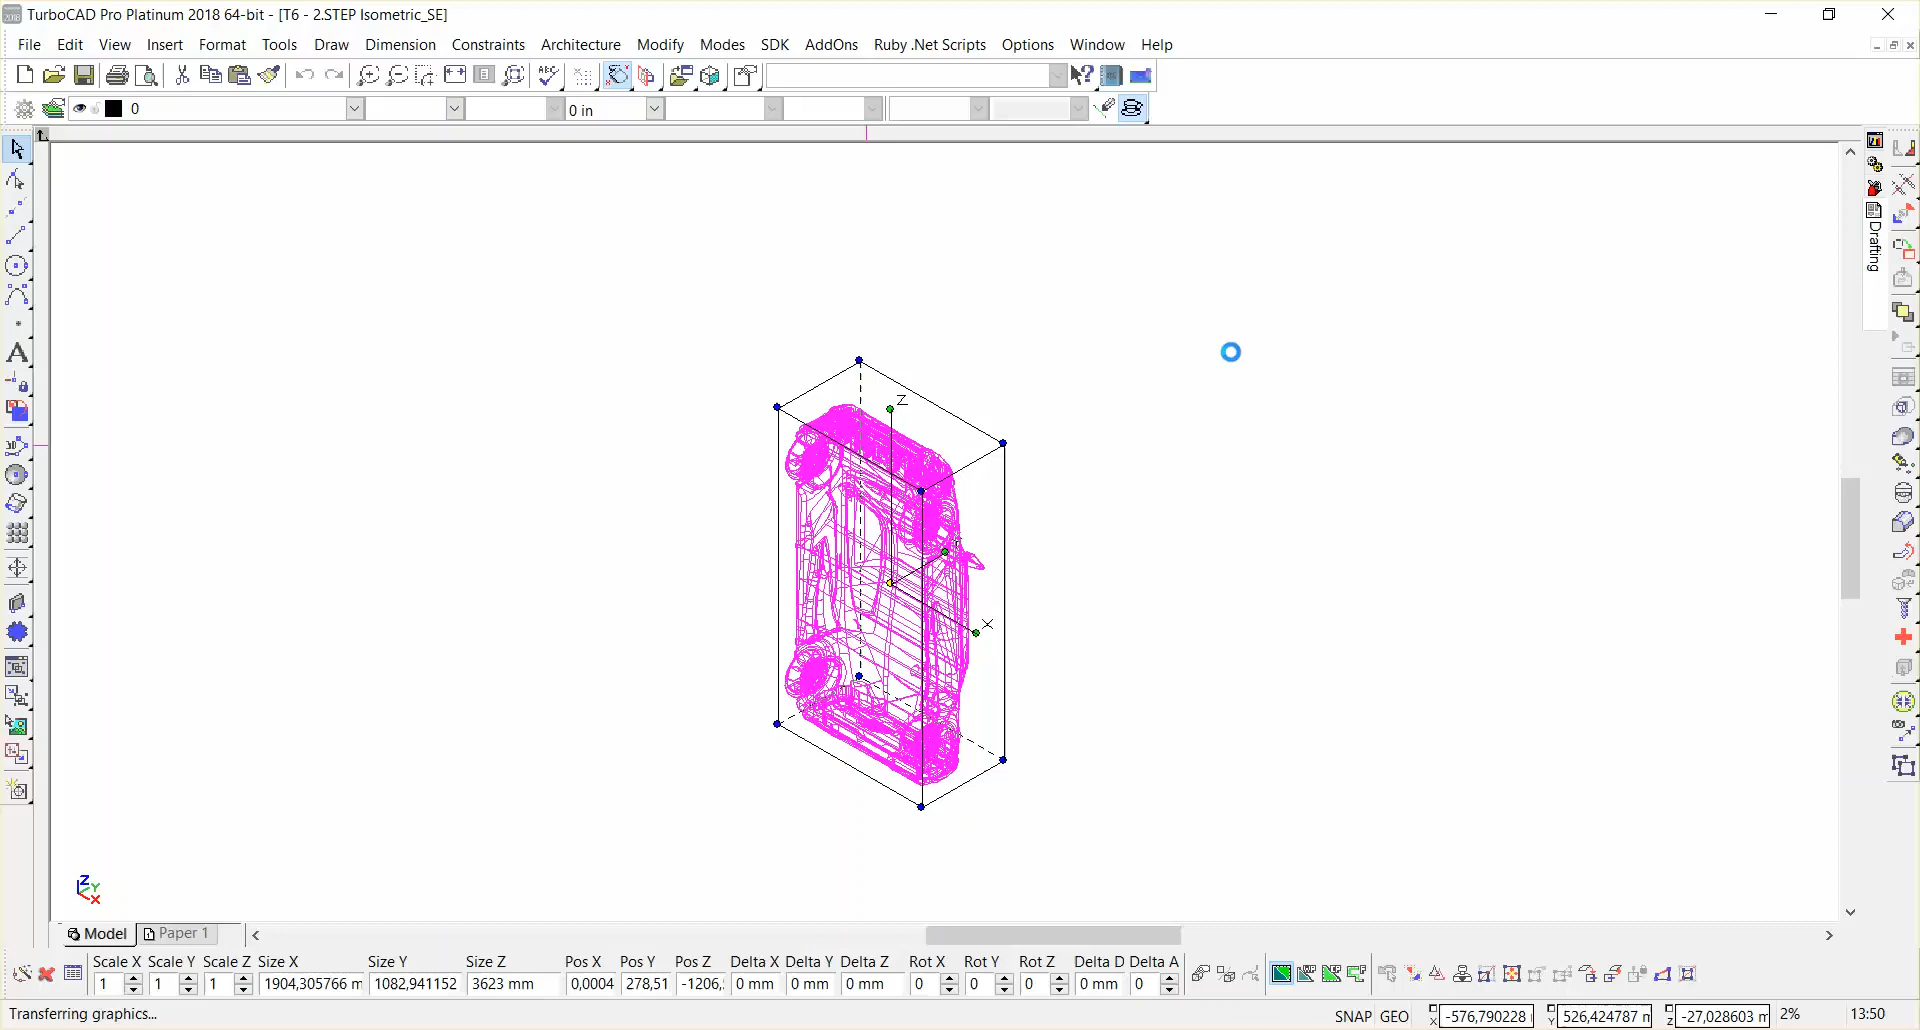 TurboCAD Pro Platinum 2018 64-bit - [T6 - 2.STEP Isometric_SE]
File Edit View Insert Format Tools Draw Dimension Constraints Architecture Modify Modes SDK AddOns Ruby .Net Scripts Options Window Help
0
0 in
Drafting
Z
X
Z
Y
X
Model Paper 1
Scale X Scale Y Scale Z Size X Size Y Size Z Pos X Pos Y Pos Z Delta X Delta Y Delta Z Rot X Rot Y Rot Z Delta D Delta A
1 1 1 1904,305766 m 1082,941152 3623 mm 0,0004 278,51 -1206, 0 mm 0 mm 0 mm 0 0 0 0 mm 0
Transferring graphics... SNAP GEO X -576,790228 Y 526,424787 m Z -27,028603 m 2% 13:50